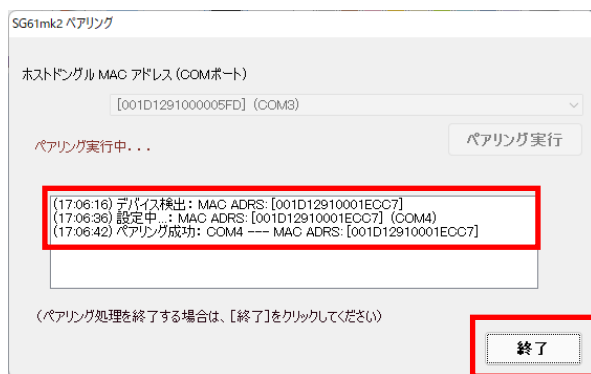 SG61mk2 ペアリング
ホストドングル MAC アドレス (COMポート)
[001D1291000005FD] (COM3)
ペアリング実行中...
ペアリング実行
(17:06:16) デバイス検出: MAC ADRS: [001D12910001ECC7]
(17:06:36) 設定中...: MAC ADRS: [001D12910001ECC7] (COM4)
(17:06:42) ペアリング成功: COM4 --- MAC ADRS: [001D12910001ECC7]
(ペアリング処理を終了する場合は、[終了]をクリックしてください)
終了